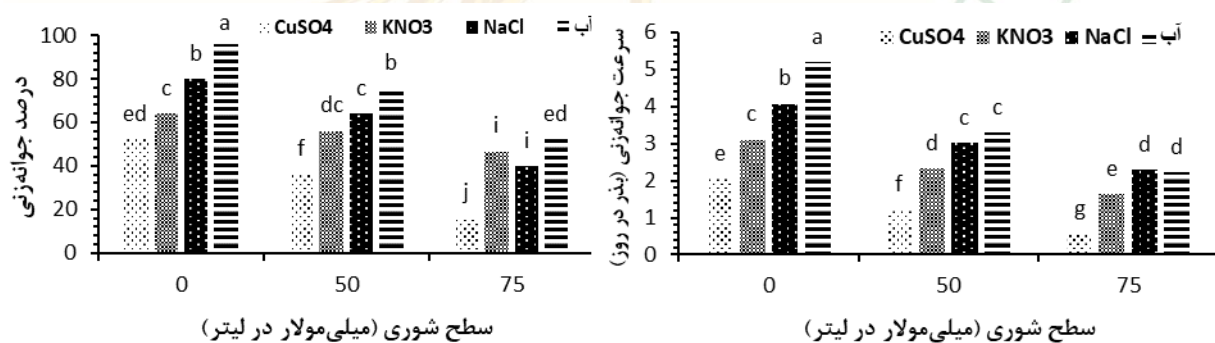 CuSO4 KNO3 NaCl آب
درصد جوانه‌زنی
100
80
60
40
20
0
ed c b a
f dc c b
j i i ed
0 50 75
سطح شوری (میلی‌مولار در لیتر)
CuSO4 KNO3 NaCl آب
سرعت جوانه‌زنی (بذر در روز)
6
5
4
3
2
1
0
e c b a
f d c c
g e d d
0 50 75
سطح شوری (میلی‌مولار در لیتر)